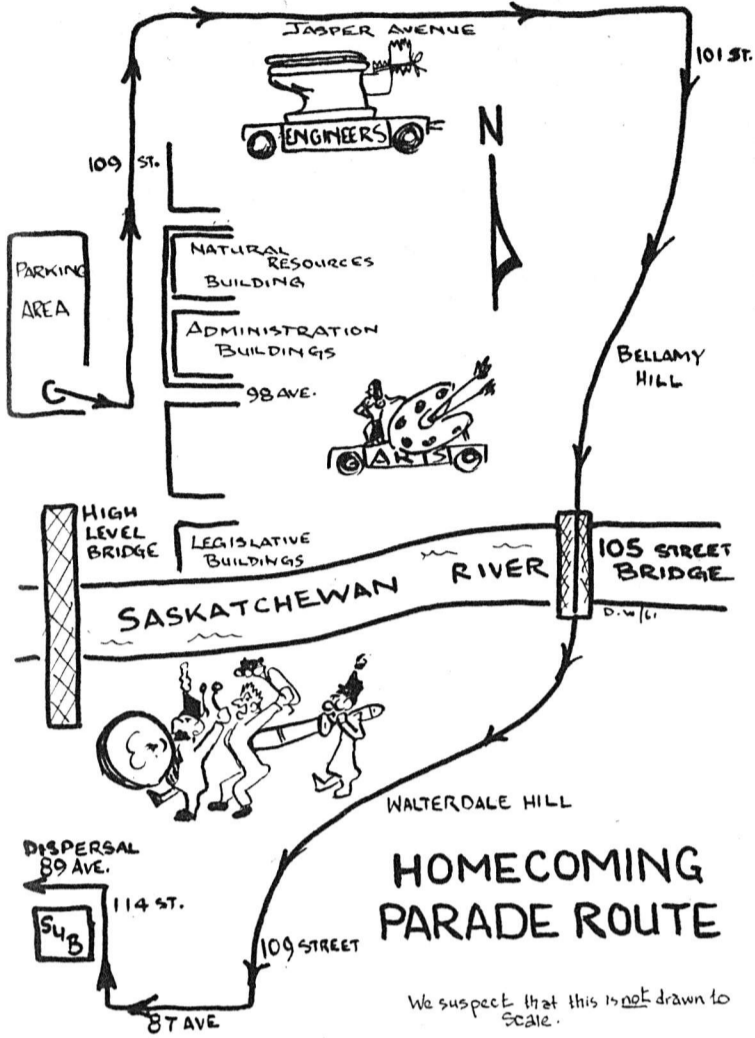 JASPER AVENUE
101 ST.
ENGINEERS
N
109 ST.
NATURAL
RESOURCES
BUILDING
PARKING
AREA
ADMINISTRATION
BUILDINGS
BELLAMY
HILL
98 AVE.
ARTS
HIGH
LEVEL
BRIDGE
LEGISLATIVE
BUILDINGS
105 STREET
BRIDGE
SASKATCHEWAN RIVER
D.W/61
WALTERDALE HILL
DISPERSAL
89 AVE.
114 ST.
SUB
HOMECOMING
PARADE ROUTE
109 STREET
87 AVE
We suspect that this is not drawn to
Scale.